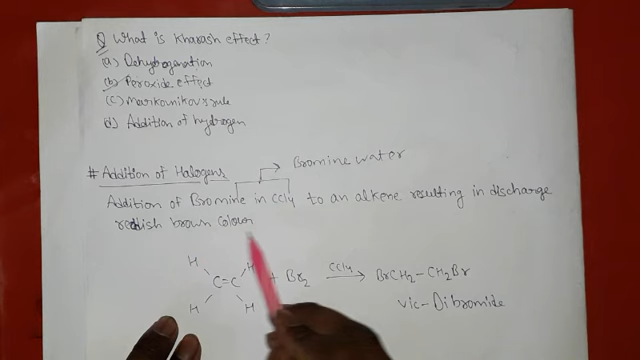 Q What is Kharash effect?
(a) Dehydrogenation
(b) Peroxide effect
(c) Markovnikov's rule
(d) Addition of hydrogen
# Addition of Halogens → Bromine water
Addition of Bromine in CCl4 to an alkene resulting in discharge
reddish brown colour
H H
C=C + Br2 CCl4→ BrCH2-CH2Br
H H vic-Dibromide